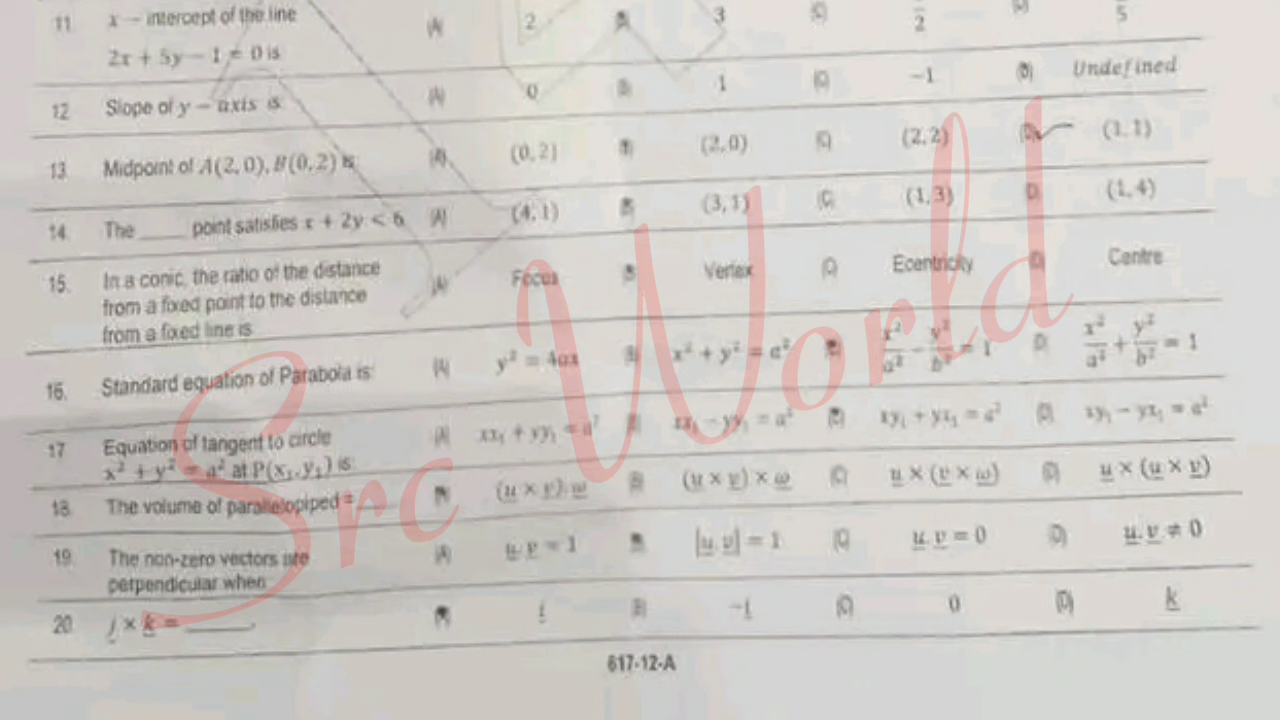 11. x - intercept of the line (A) 2 (B) 3 (C) 2 (D) 5
2x + 5y - 1 = 0 is
12. Slope of y - axis is (A) 0 (B) 1 (C) -1 (D) Undefined
13. Midpoint of A(2, 0), B(0, 2) is (A) (0, 2) (B) (2, 0) (C) (2, 2) (D) (1, 1)
14. The ____ point satisfies x + 2y < 6 (A) (4, 1) (B) (3, 1) (C) (1, 3) (D) (1, 4)
15. In a conic, the ratio of the distance (A) Focus (B) Vertex (C) Ecentricity (D) Centre
from a fixed point to the distance
from a fixed line is
16. Standard equation of Parabola is: (A) y² = 4ax (B) x² + y² = a² (C) x²/a² - y²/b² = 1 (D) x²/a² + y²/b² = 1
17 Equation of tangent to circle (A) xx₁ + yy₁ = a² (B) xx₁ - yy₁ = a² (C) xy₁ + yx₁ = a² (D) xy₁ - yx₁ = a²
x² + y² = a² at P(x₁, y₁) is:
18. The volume of parallelopiped = (A) (u × v). ω (B) (u × v) × ω (C) u × (v × ω) (D) u × (u × v)
19. The non-zero vectors are (A) u. v = 1 (B) |u. v| = 1 (C) u. v = 0 (D) u. v ≠ 0
perpendicular when
20. j × k = ____. (A) i (B) -i (C) 0 (D) k
617-12-A
Src World